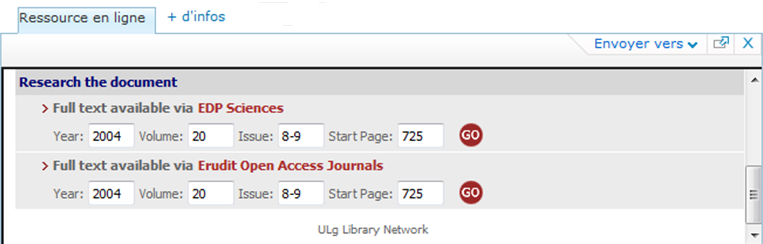 Ressource en ligne + d'infos
Envoyer vers X
Research the document
> Full text available via EDP Sciences
Year: 2004 Volume: 20 Issue: 8-9 Start Page: 725 GO
> Full text available via Erudit Open Access Journals
Year: 2004 Volume: 20 Issue: 8-9 Start Page: 725 GO
ULg Library Network